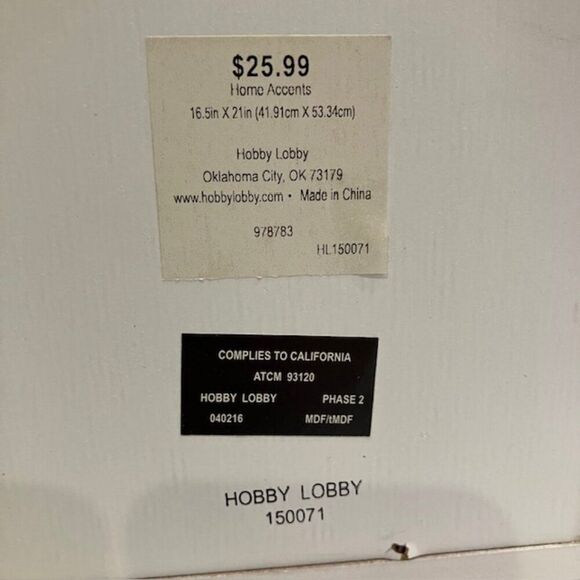 $25.99
Home Accents
16.5in X 21in (41.91cm X 53.34cm)
Hobby Lobby
Oklahoma City, OK 73179
www.hobbylobby.com • Made in China
978783
HL150071
COMPLIES TO CALIFORNIA
ATCM 93120
HOBBY LOBBY PHASE 2
040216 MDF/tMDF
HOBBY LOBBY
150071